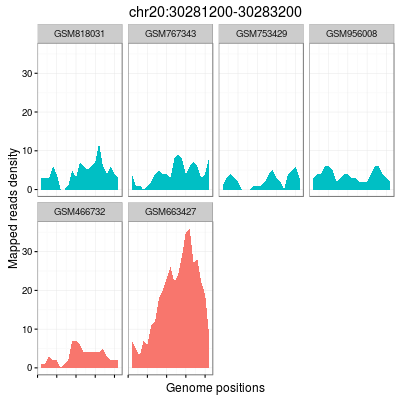 chr20:30281200-30283200
GSM818031 GSM767343 GSM753429 GSM956008
30
20
10
0
GSM466732 GSM663427
30
20
10
0
Mapped reads density
Genome positions